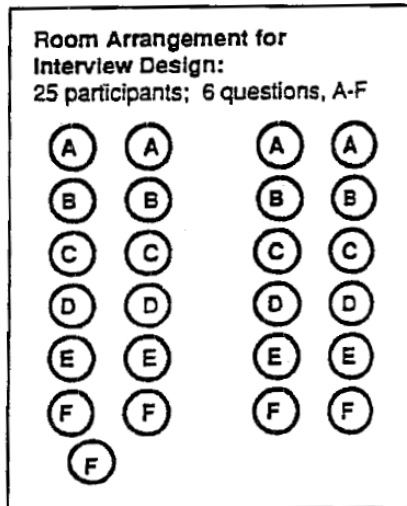 Room Arrangement for
Interview Design:
25 participants; 6 questions, A-F
A A A A
B B B B
C C C C
D D D D
E E E E
F F F F
F